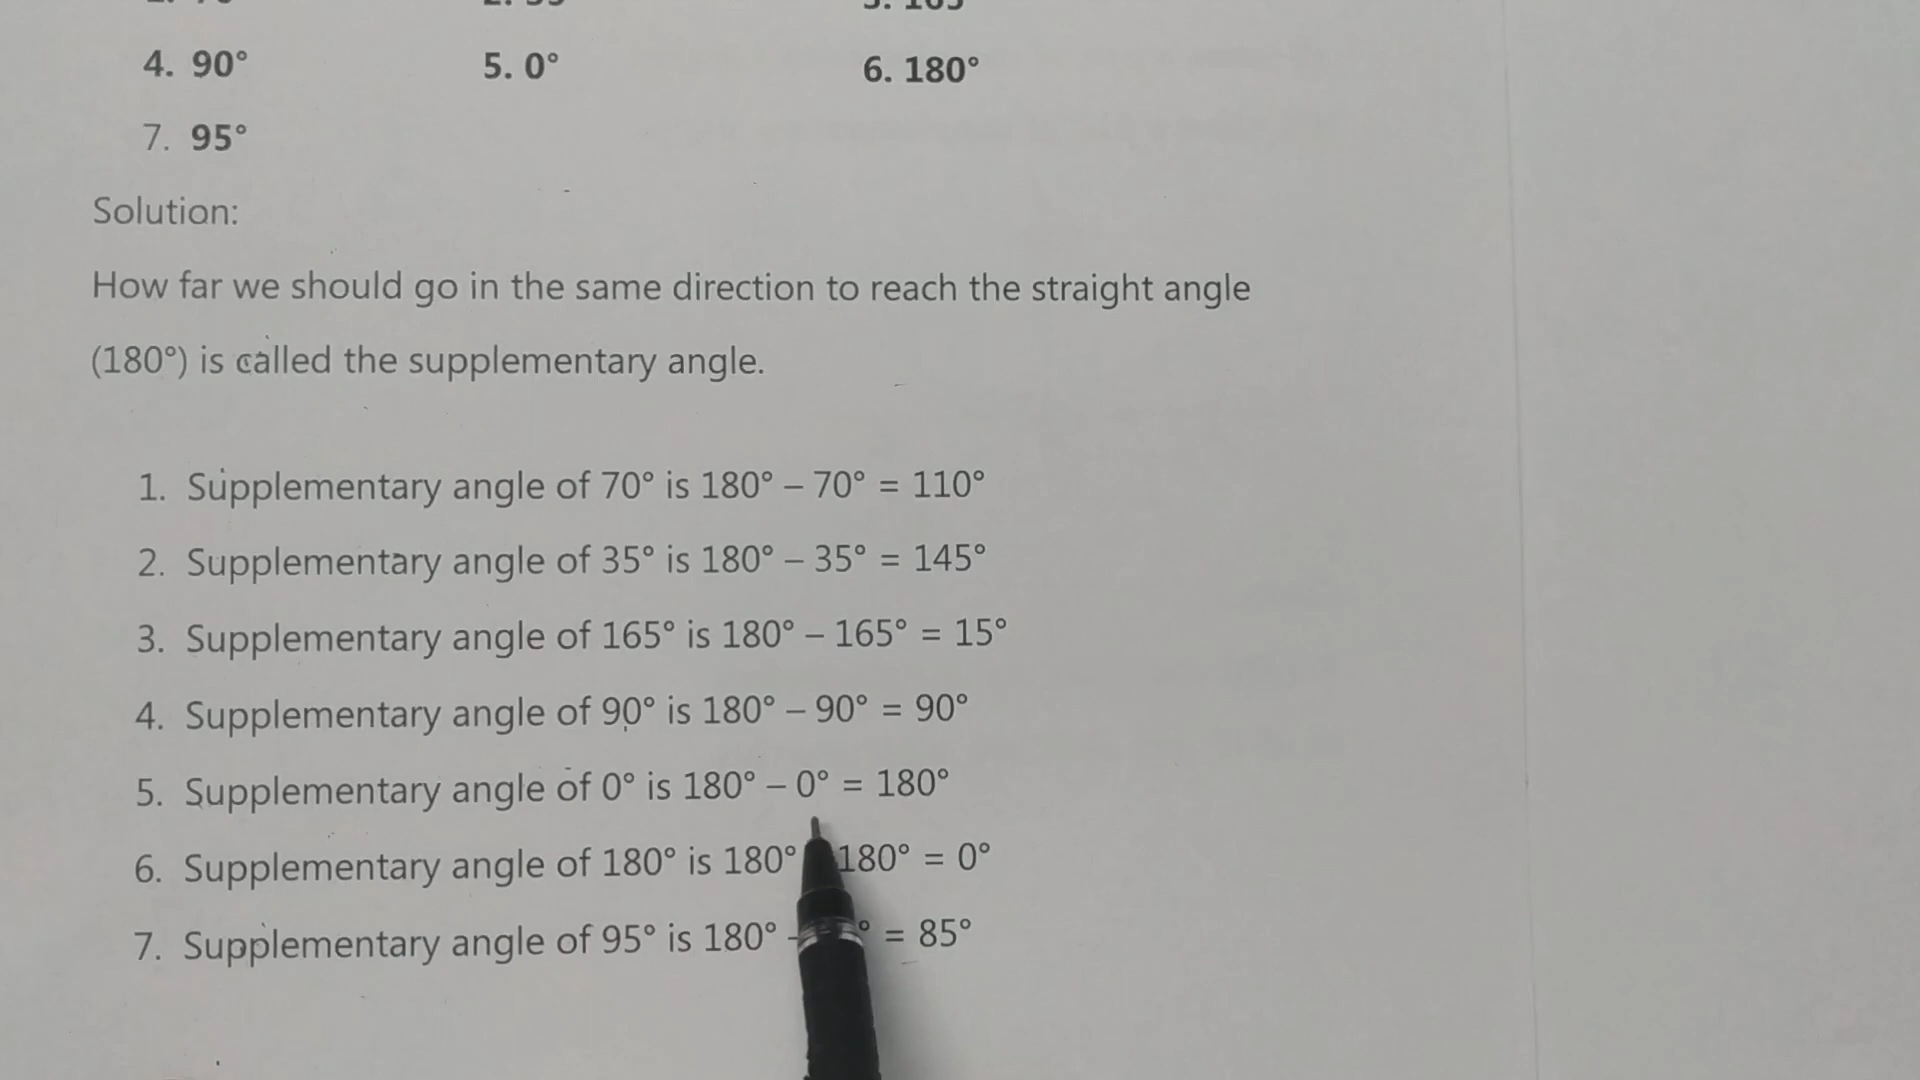 4. 90° 5. 0° 6. 180°
7. 95°
Solution:
How far we should go in the same direction to reach the straight angle
(180°) is called the supplementary angle.
1. Supplementary angle of 70° is 180° – 70° = 110°
2. Supplementary angle of 35° is 180° – 35° = 145°
3. Supplementary angle of 165° is 180° – 165° = 15°
4. Supplementary angle of 90° is 180° – 90° = 90°
5. Supplementary angle of 0° is 180° – 0° = 180°
6. Supplementary angle of 180° is 180° 180° = 0°
7. Supplementary angle of 95° is 180° - ° = 85°